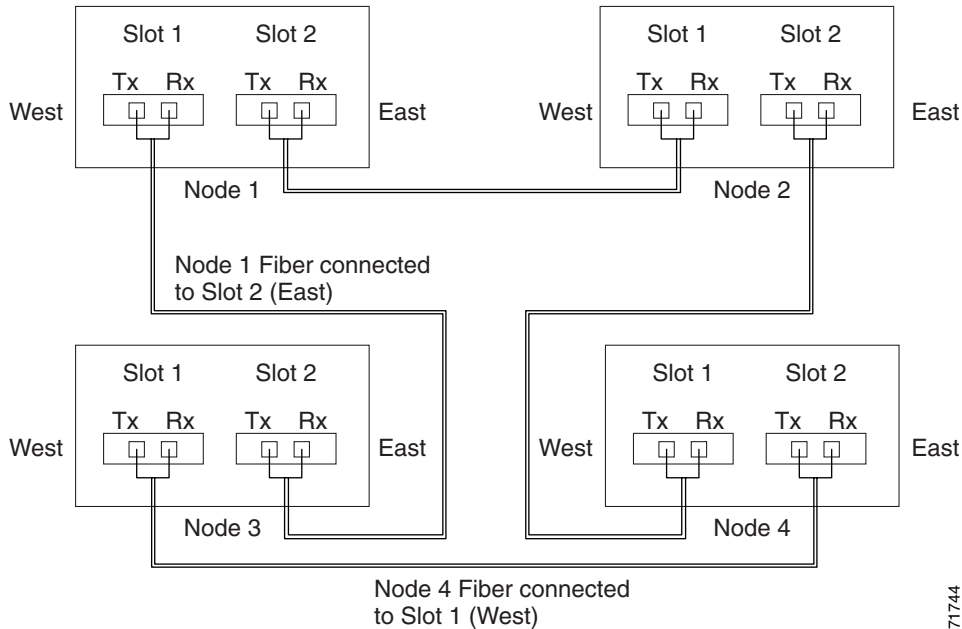 Slot 1 Slot 2 Slot 1 Slot 2
Tx Rx Tx Rx Tx Rx Tx Rx
West East West East
Node 1 Node 2
Node 1 Fiber connected
to Slot 2 (East)
Slot 1 Slot 2 Slot 1 Slot 2
Tx Rx Tx Rx Tx Rx Tx Rx
West East West East
Node 3 Node 4
Node 4 Fiber connected
to Slot 1 (West)
71744